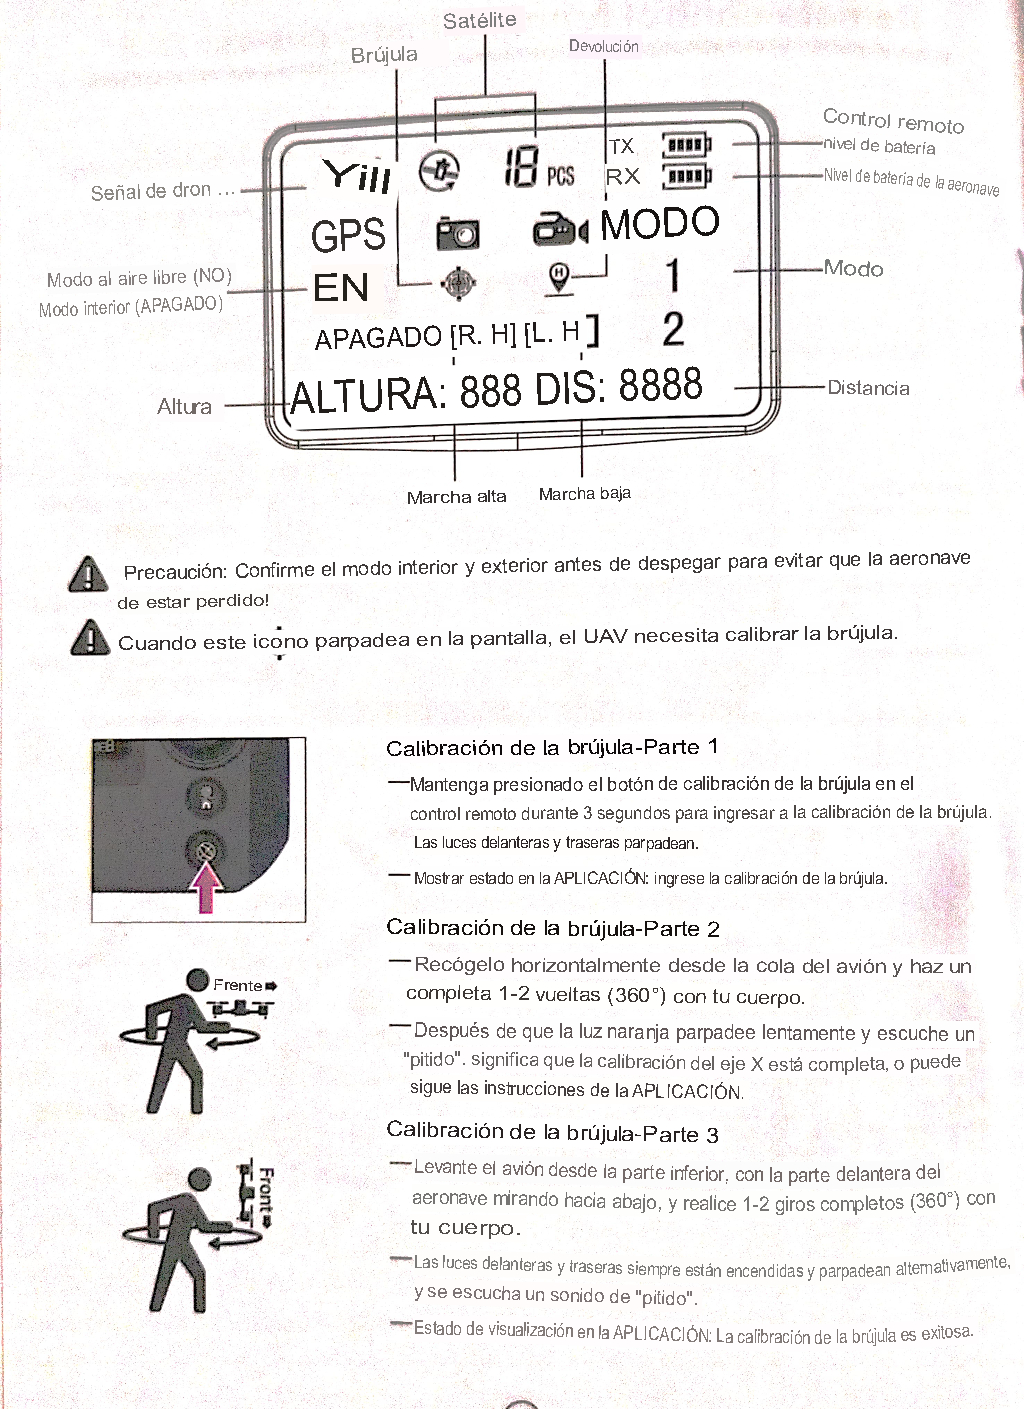 Satélite
Brújula
Devolución
Control remoto
nivel de batería
Nivel de batería de la aeronave
Señal de dron ...
Yill
18 PCS
TX
RX
GPS
MODO
Modo al aire libre (NO)
Modo interior (APAGADO)
EN
H
1
Modo
APAGADO [R. H] [L. H]
2
Altura
ALTURA: 888 DIS: 8888
Distancia
Marcha alta
Marcha baja
Precaución: Confirme el modo interior y exterior antes de despegar para evitar que la aeronave
de estar perdido!
Cuando este icono parpadea en la pantalla, el UAV necesita calibrar la brújula.
Calibración de la brújula-Parte 1
—Mantenga presionado el botón de calibración de la brújula en el
control remoto durante 3 segundos para ingresar a la calibración de la brújula.
Las luces delanteras y traseras parpadean.
— Mostrar estado en la APLICACIÓN: ingrese la calibración de la brújula.
Calibración de la brújula-Parte 2
—Recógelo horizontalmente desde la cola del avión y haz un
completa 1-2 vueltas (360°) con tu cuerpo.
—Después de que la luz naranja parpadee lentamente y escuche un
"pitido". significa que la calibración del eje X está completa, o puede
sigue las instrucciones de la APLICACIÓN.
Frente
Calibración de la brújula-Parte 3
—Levante el avión desde la parte inferior, con la parte delantera del
aeronave mirando hacia abajo, y realice 1-2 giros completos (360°) con
tu cuerpo.
—Las luces delanteras y traseras siempre están encendidas y parpadean alternativamente,
y se escucha un sonido de "pitido".
—Estado de visualización en la APLICACIÓN: La calibración de la brújula es exitosa.
Front